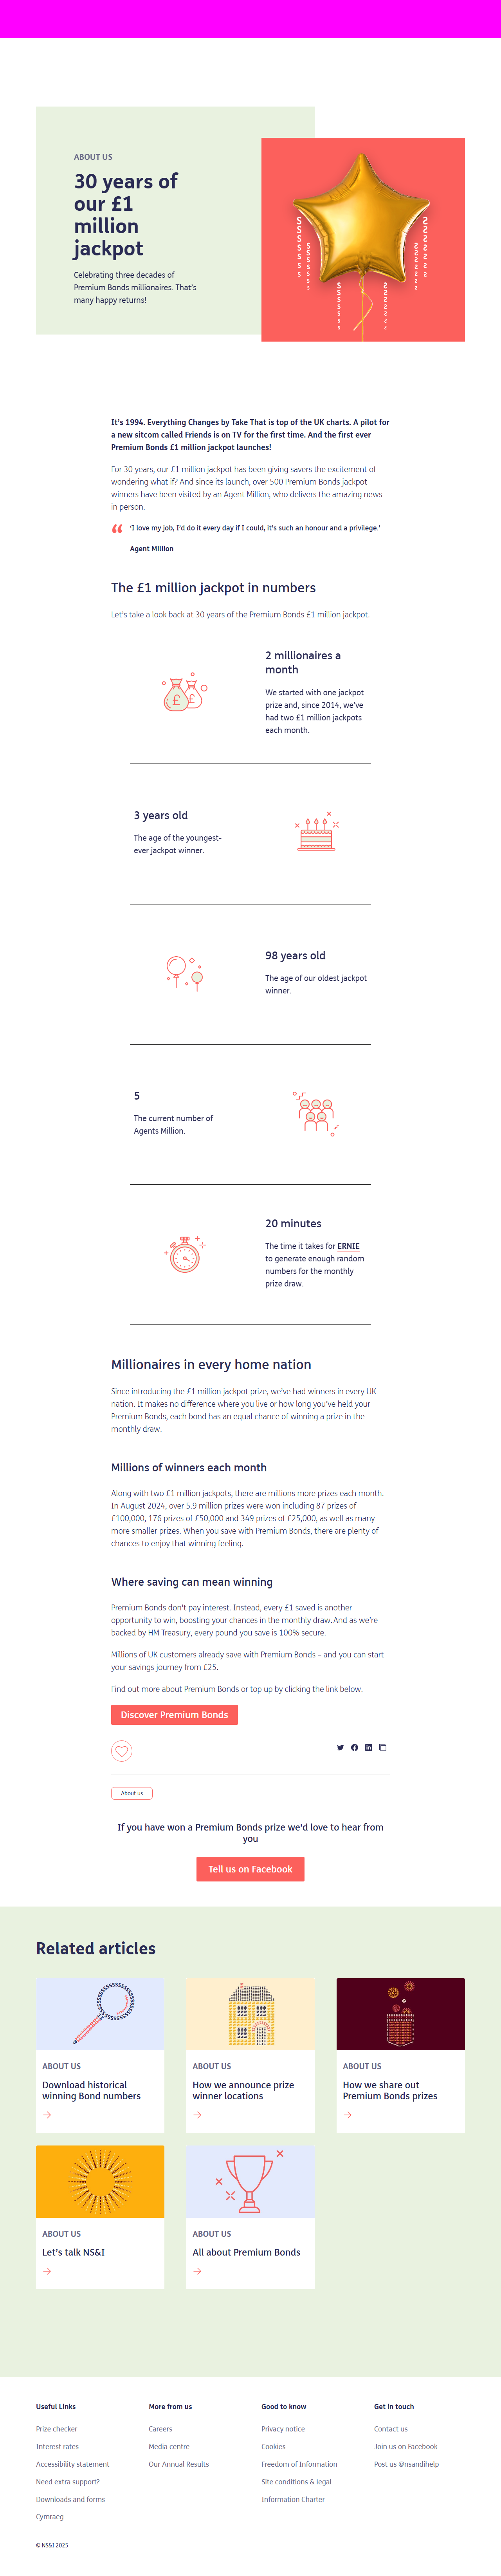 ABOUT US
30 years of
our £1
million
jackpot
Celebrating three decades of
Premium Bonds millionaires. That's
many happy returns!
It's 1994. Everything Changes by Take That is top of the UK charts. A pilot for
a new sitcom called Friends is on TV for the first time. And the first ever
Premium Bonds £1 million jackpot launches!
For 30 years, our £1 million jackpot has been giving savers the excitement of
wondering what if? And since its launch, over 500 Premium Bonds jackpot
winners have been visited by an Agent Million, who delivers the amazing news
in person.
'I love my job, I'd do it every day if I could, it's such an honour and a privilege.'
Agent Million
The £1 million jackpot in numbers
Let's take a look back at 30 years of the Premium Bonds £1 million jackpot.
2 millionaires a
month
We started with one jackpot
prize and, since 2014, we've
had two £1 million jackpots
each month.
3 years old
The age of the youngest-
ever jackpot winner.
98 years old
The age of our oldest jackpot
winner.
5
The current number of
Agents Million.
20 minutes
The time it takes for ERNIE
to generate enough random
numbers for the monthly
prize draw.
Millionaires in every home nation
Since introducing the £1 million jackpot prize, we've had winners in every UK
nation. It makes no difference where you live or how long you've held your
Premium Bonds, each bond has an equal chance of winning a prize in the
monthly draw.
Millions of winners each month
Along with two £1 million jackpots, there are millions more prizes each month.
In August 2024, over 5.9 million prizes were won including 87 prizes of
£100,000, 176 prizes of £50,000 and 349 prizes of £25,000, as well as many
more smaller prizes. When you save with Premium Bonds, there are plenty of
chances to enjoy that winning feeling.
Where saving can mean winning
Premium Bonds don't pay interest. Instead, every £1 saved is another
opportunity to win, boosting your chances in the monthly draw. And as we're
backed by HM Treasury, every pound you save is 100% secure.
Millions of UK customers already save with Premium Bonds – and you can start
your savings journey from £25.
Find out more about Premium Bonds or top up by clicking the link below.
Discover Premium Bonds
About us
If you have won a Premium Bonds prize we'd love to hear from
you
Tell us on Facebook
Related articles
ABOUT US
Download historical
winning Bond numbers
ABOUT US
How we announce prize
winner locations
ABOUT US
How we share out
Premium Bonds prizes
ABOUT US
Let's talk NS&I
ABOUT US
All about Premium Bonds
Useful Links
Prize checker
Interest rates
Accessibility statement
Need extra support?
Downloads and forms
Cymraeg
More from us
Careers
Media centre
Our Annual Results
Good to know
Privacy notice
Cookies
Freedom of Information
Site conditions & legal
Information Charter
Get in touch
Contact us
Join us on Facebook
Post us @nsandihelp
© NS&I 2025